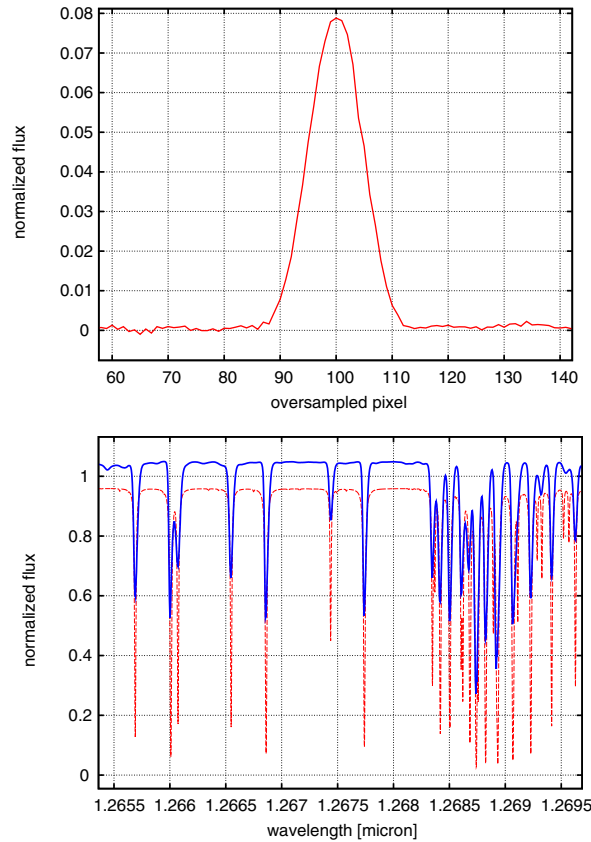 0.08
0.07
0.06
0.05
0.04
0.03
0.02
0.01
0
normalized flux
60 70 80 90 100 110 120 130 140
oversampled pixel
1
0.8
0.6
0.4
0.2
0
normalized flux
1.2655 1.266 1.2665 1.267 1.2675 1.268 1.2685 1.269 1.2695
wavelength [micron]